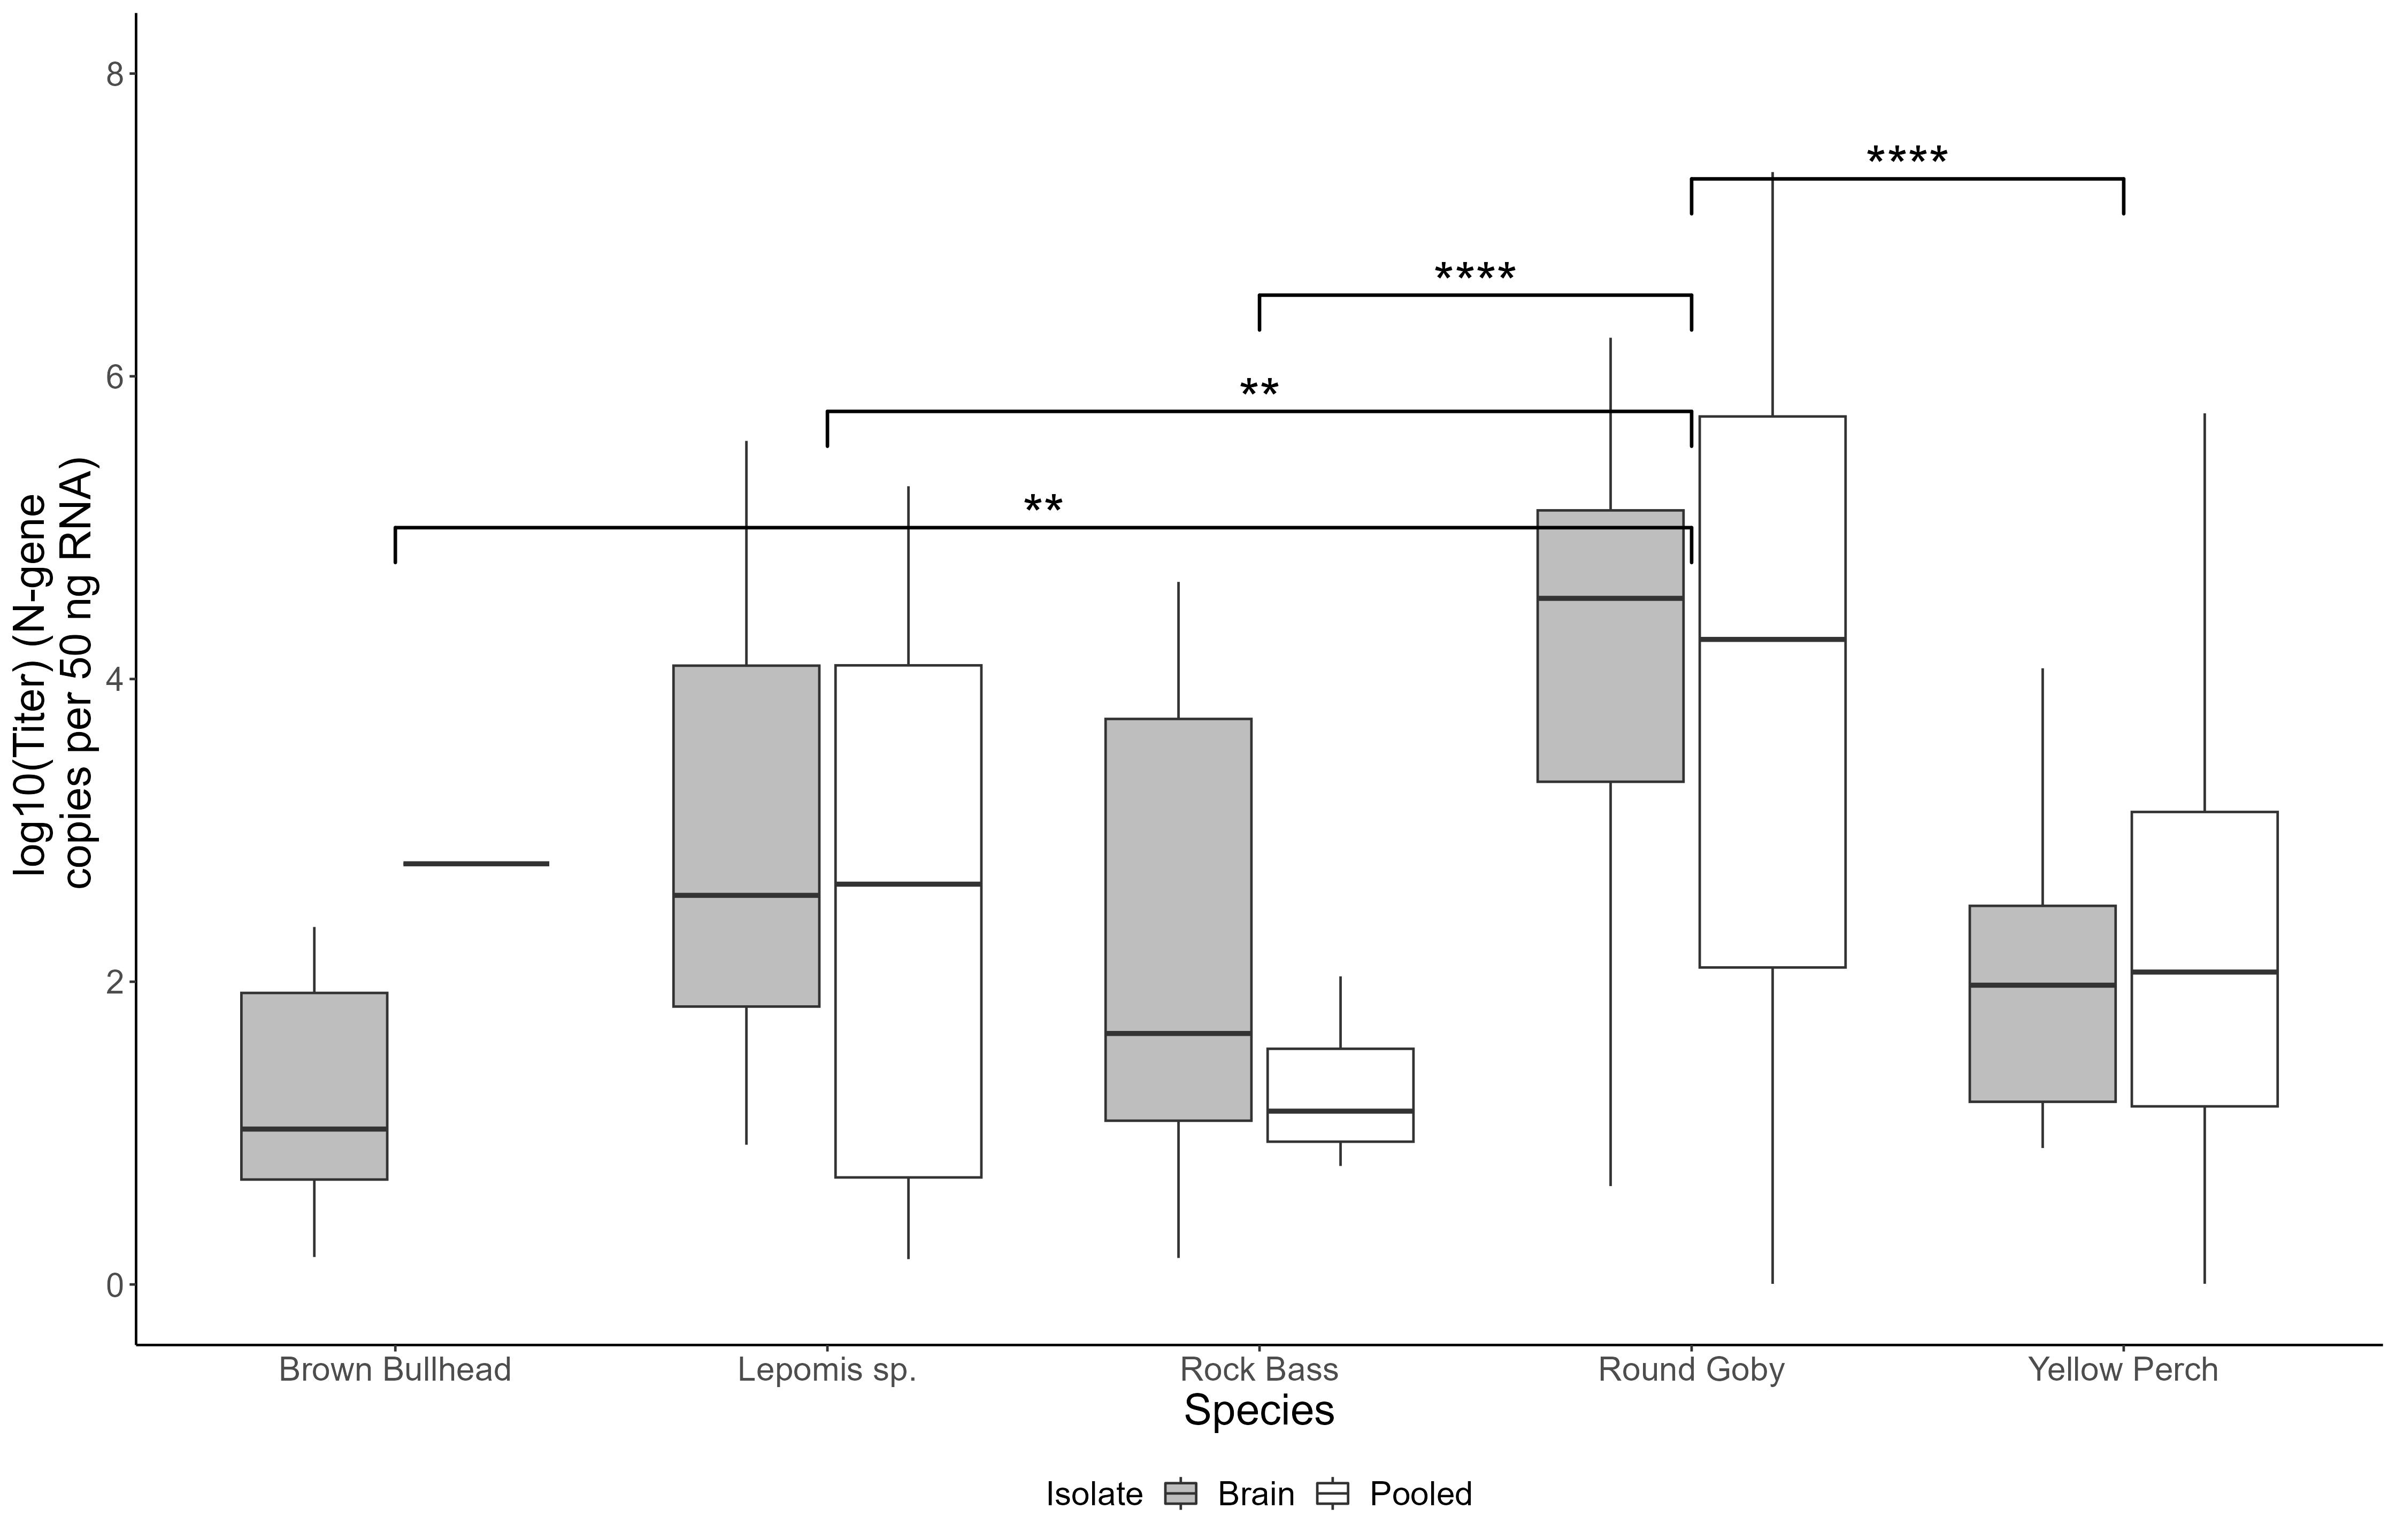 log10(Titer) (N-gene
copies per 50 ng RNA)
8
6
4
2
0
****
****
**
**
Brown Bullhead
Lepomis sp.
Rock Bass
Round Goby
Yellow Perch
Species
Isolate
Brain
Pooled